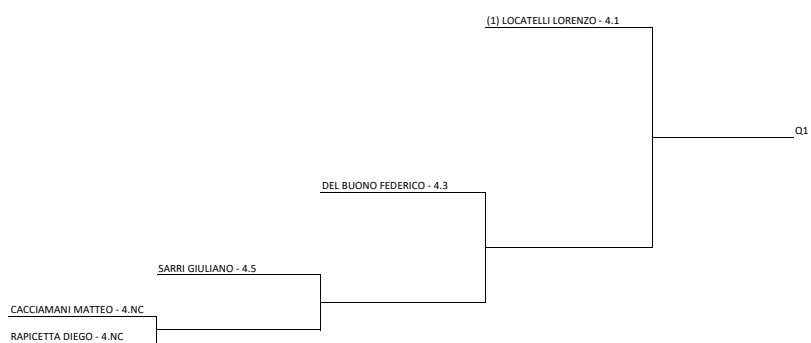 (1) LOCATELLI LORENZO - 4.1
Q1
DEL BUONO FEDERICO - 4.3
SARRI GIULIANO - 4.5
CACCIAMANI MATTEO - 4.NC
RAPICETTA DIEGO - 4.NC